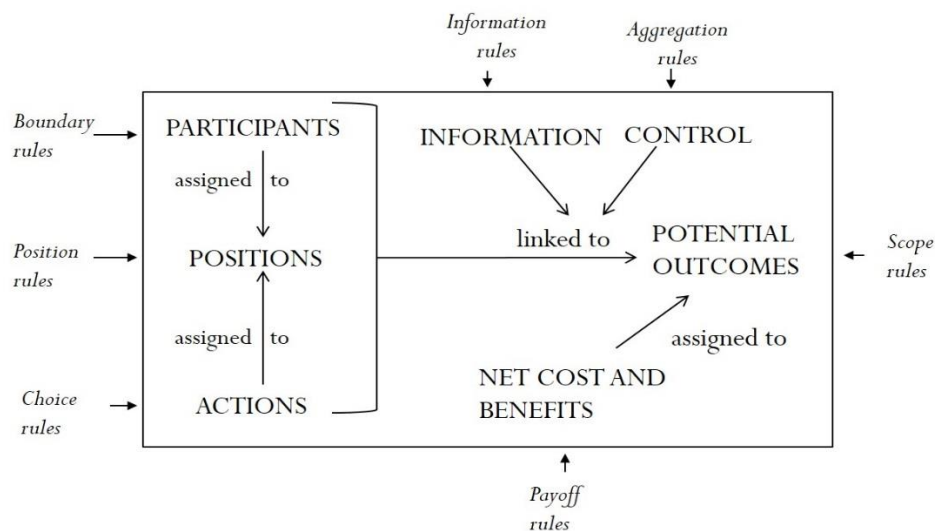 Information
rules
Aggregation
rules
Boundary
rules
PARTICIPANTS
INFORMATION
CONTROL
assigned to
Position
rules
POSITIONS
linked to
POTENTIAL
OUTCOMES
Scope
rules
assigned to
assigned to
Choice
rules
ACTIONS
NET COST AND
BENEFITS
Payoff
rules